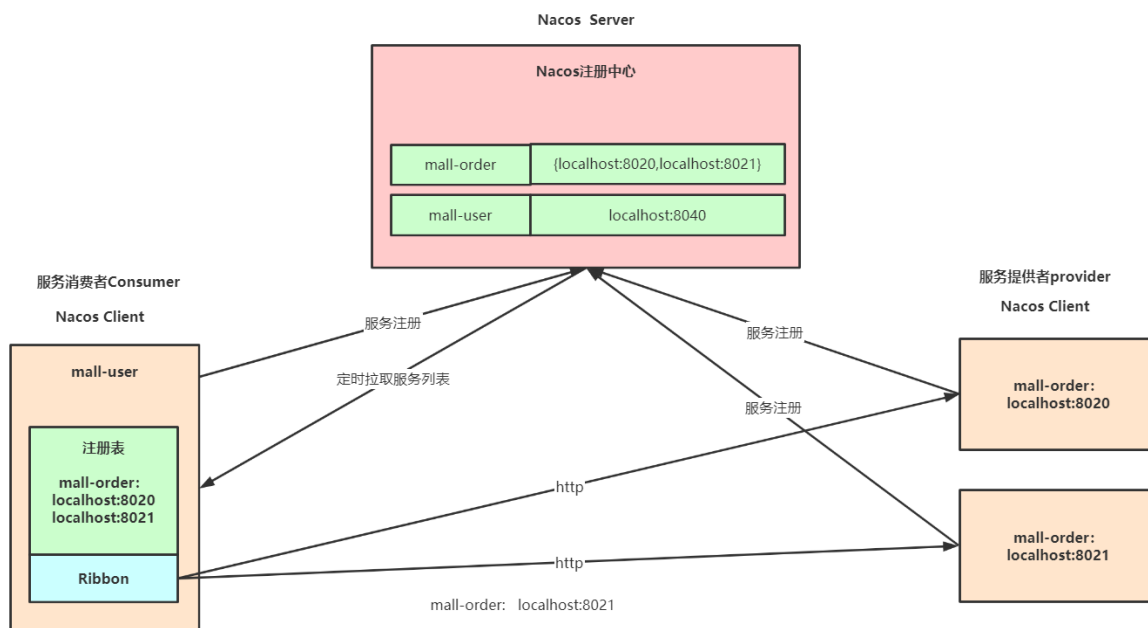 Nacos Server
Nacos注册中心
mall-order
{localhost:8020,localhost:8021}
mall-user
localhost:8040
服务消费者Consumer
Nacos Client
服务提供者provider
Nacos Client
服务注册
服务注册
定时拉取服务列表
服务注册
mall-user
注册表
mall-order:
localhost:8020
localhost:8021
Ribbon
mall-order:
localhost:8020
http
mall-order:
localhost:8021
http
mall-order: localhost:8021